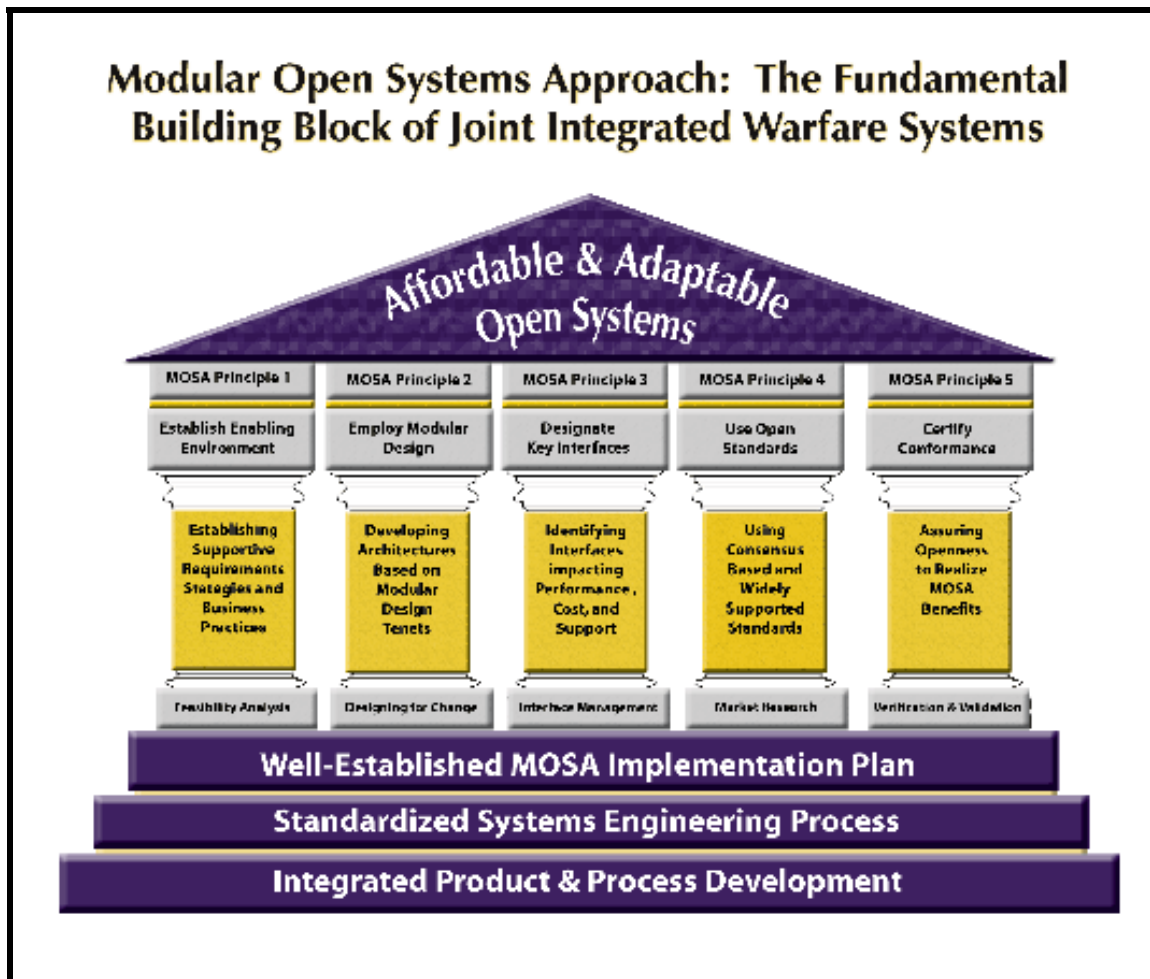 Modular Open Systems Approach: The Fundamental
Building Block of Joint Integrated Warfare Systems
Affordable & Adaptable
Open Systems
MOSA Principle 1
Establish Enabling
Environment
Establishing
Supportive
Requirements
Stategies and
Business
Practices
Feasibility Analysis
MOSA Principle 2
Employ Modular
Design
Developing
Architectures
Based on
Modular
Design
Tenets
Designing for Change
MOSA Principle 3
Designate
Key Interfaces
Identifying
Interfaces
impacting
Performance,
Cost, and
Support
Interface Management
MOSA Principle 4
Use Open
Standards
Using
Consensus
Based and
Widely
Supported
Standards
Market Research
MOSA Principle 5
Certify
Conformance
Assuring
Openness
to Realize
MOSA
Benefits
Verification & Validation
Well-Established MOSA Implementation Plan
Standardized Systems Engineering Process
Integrated Product & Process Development